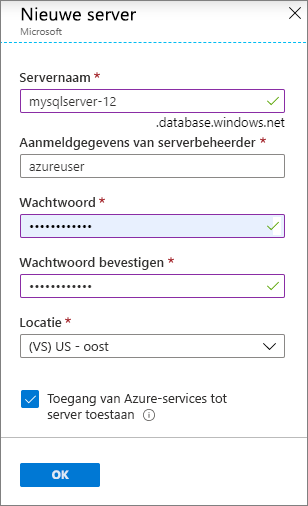 Nieuwe server
Microsoft
Servernaam *
mysqlserver-12
.database.windows.net
Aanmeldgegevens van serverbeheerder *
azureuser
Wachtwoord *
••••••••••••
Wachtwoord bevestigen *
••••••••••••
Locatie *
(VS) US - oost
Toegang van Azure-services tot
server toestaan
OK